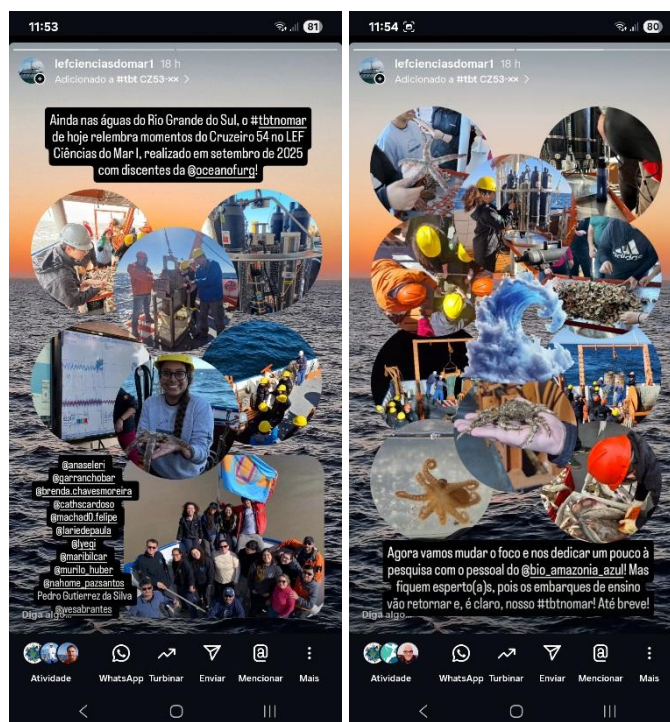 11:53
81
lefcienciasdomar1 18 h
Adicionado a #tbt CZ53-×× >
Ainda nas águas do Rio Grande do Sul, o #tbtnomar
de hoje relembra momentos do Cruzeiro 54 no LEF
Ciências do Mar I, realizado em setembro de 2025
com discentes da @oceanofurg!
@anaseleri
@garranchobar
@brenda.chavesmoreira
@cathscardoso
@machad0.felipe
@lariedepaula
@lyegi
@maribilcar
@murilo_huber
@nahome_pazsantos
Pedro Gutierrez da Silva
@wesabrantes
Diga algo...
Atividade
WhatsApp
Turbinar
Enviar
Mencionar
Mais
11:54
80
lefcienciasdomar1 18 h
Adicionado a #tbt CZ53-×× >
Agora vamos mudar o foco e nos dedicar um pouco à
pesquisa com o pessoal do @bio_amazonia_azul! Mas
fiquem esperto(a)s, pois os embarques de ensino
vão retornar e, é claro, nosso #tbtnomar! Até breve!
Diga algo...
Atividade
WhatsApp
Turbinar
Enviar
Mencionar
Mais